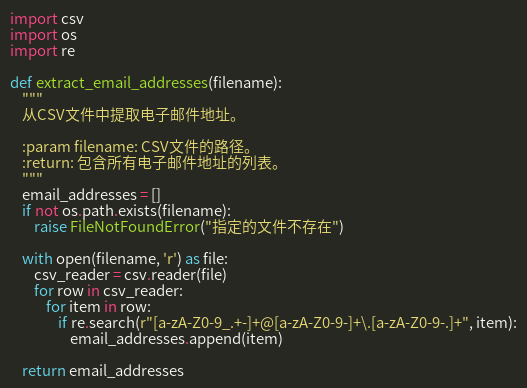 import csv
import os
import re

def extract_email_addresses(filename):
    """
    从CSV文件中提取电子邮件地址。

    :param filename: CSV文件的路径。
    :return: 包含所有电子邮件地址的列表。
    """
    email_addresses = []
    if not os.path.exists(filename):
        raise FileNotFoundError("指定的文件不存在")

    with open(filename, 'r') as file:
        csv_reader = csv.reader(file)
        for row in csv_reader:
            for item in row:
                if re.search(r"[a-zA-Z0-9_.+-]+@[a-zA-Z0-9-]+\.[a-zA-Z0-9-.]+", item):
                    email_addresses.append(item)

    return email_addresses